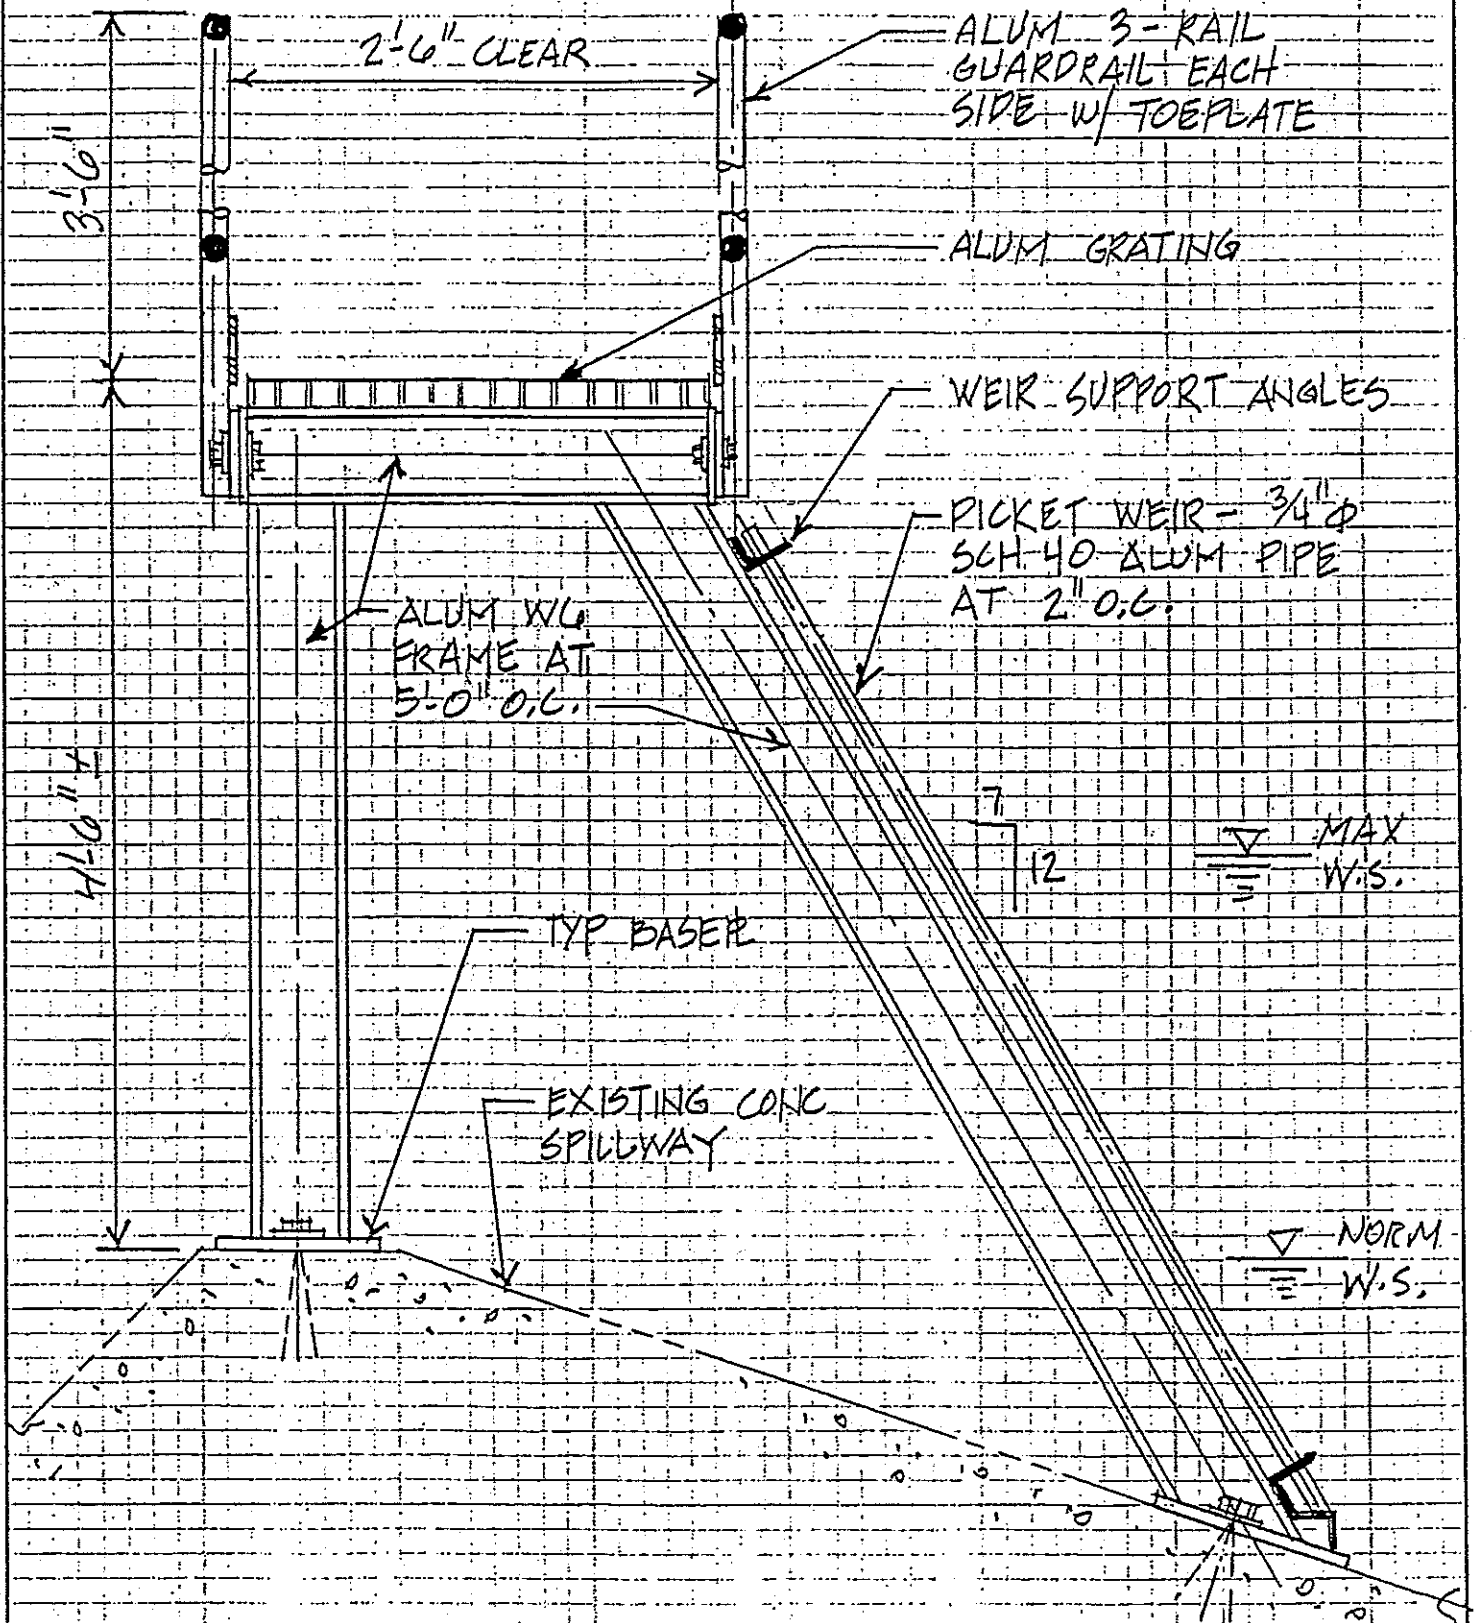 2'-6" CLEAR
ALUM 3-RAIL
GUARDRAIL EACH
SIDE W/ TOEPLATE
3'-6"
ALUM GRATING
WEIR SUPPORT ANGLES
PICKET WEIR - 3/4"φ
SCH 40 ALUM PIPE
AT 2" O.C.
ALUM W6
FRAME AT
5'-0" O.C.
4'-6" ±
7
12
MAX
W.S.
TYP BASE℄
EXISTING CONC
SPILLWAY
NORM
W.S.